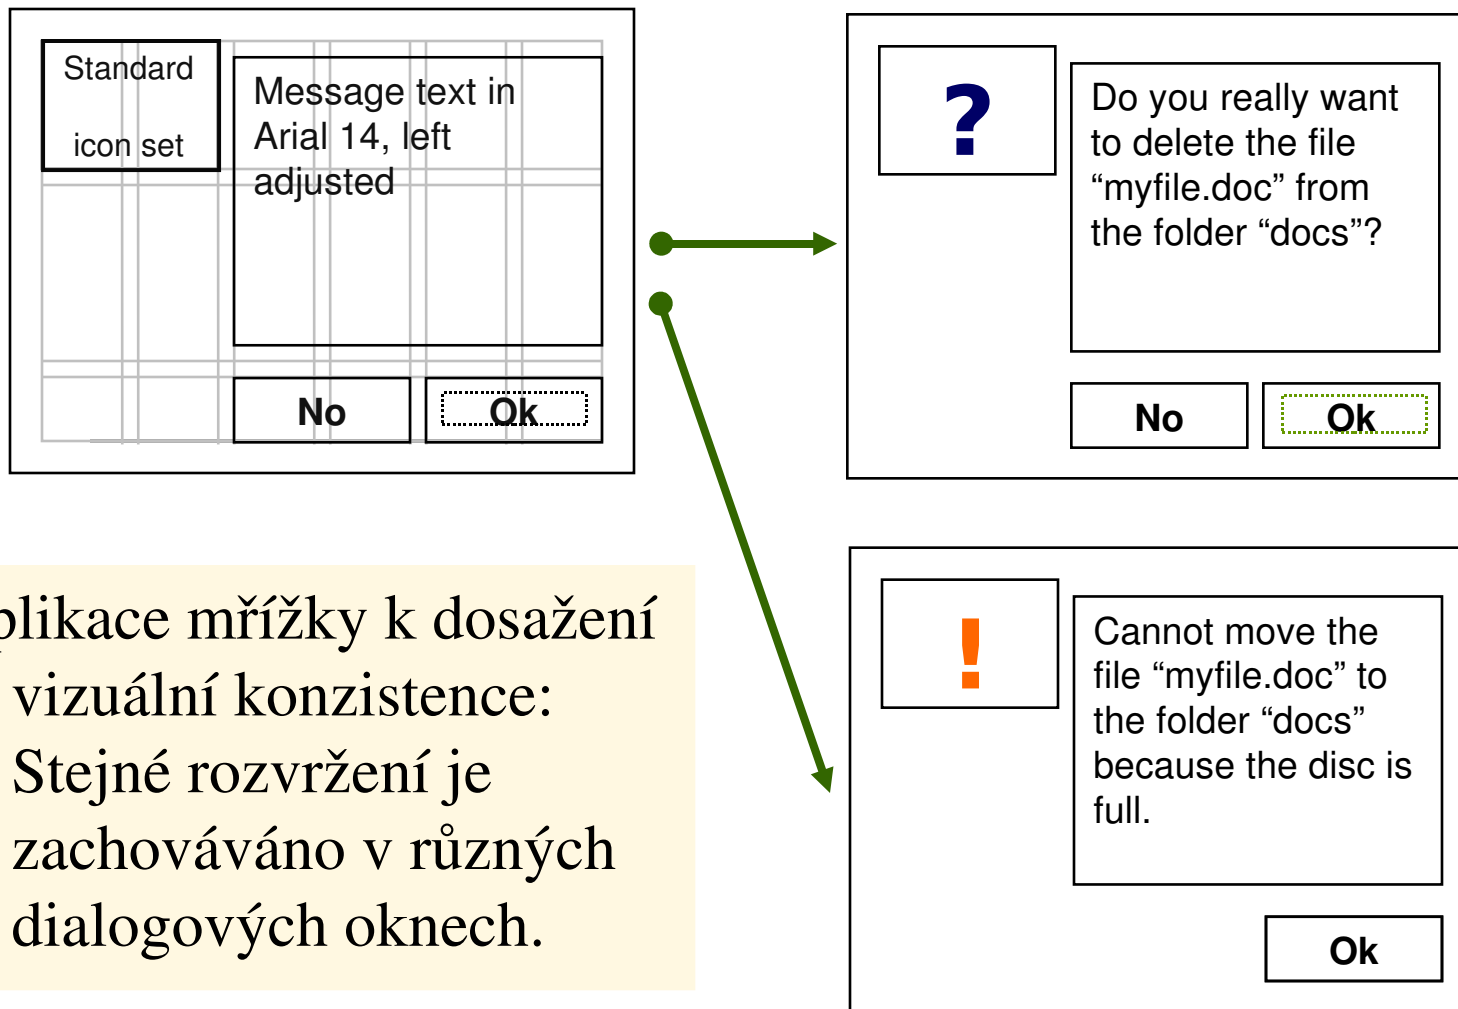 Standard
icon set
Message text in
Arial 14, left
adjusted
No
Ok
?
Do you really want
to delete the file
“myfile.doc” from
the folder “docs”?
No
Ok
!
Cannot move the
file “myfile.doc” to
the folder “docs”
because the disc is
full.
Ok
plikace mřížky k dosažení
vizuální konzistence:
Stejné rozvržení je
zachováváno v různých
dialogových oknech.